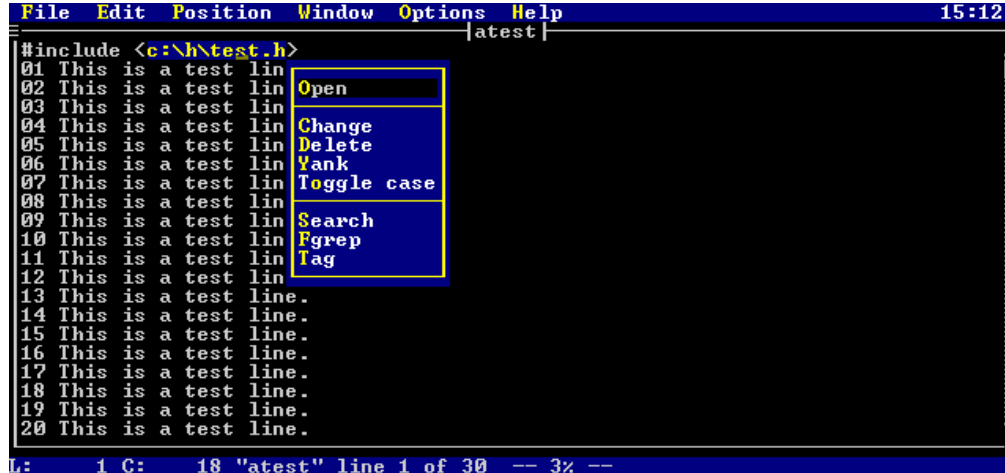 File Edit Position Window Options Help 15:12
atest
#include <c:\h\test.h>
01 This is a test lin
02 This is a test lin Open
03 This is a test lin
04 This is a test lin Change
05 This is a test lin Delete
06 This is a test lin Yank
07 This is a test lin Toggle case
08 This is a test lin
09 This is a test lin Search
10 This is a test lin Fgrep
11 This is a test lin Tag
12 This is a test lin
13 This is a test line.
14 This is a test line.
15 This is a test line.
16 This is a test line.
17 This is a test line.
18 This is a test line.
19 This is a test line.
20 This is a test line.
L: 1 C: 18 "atest" line 1 of 30 -- 3% --